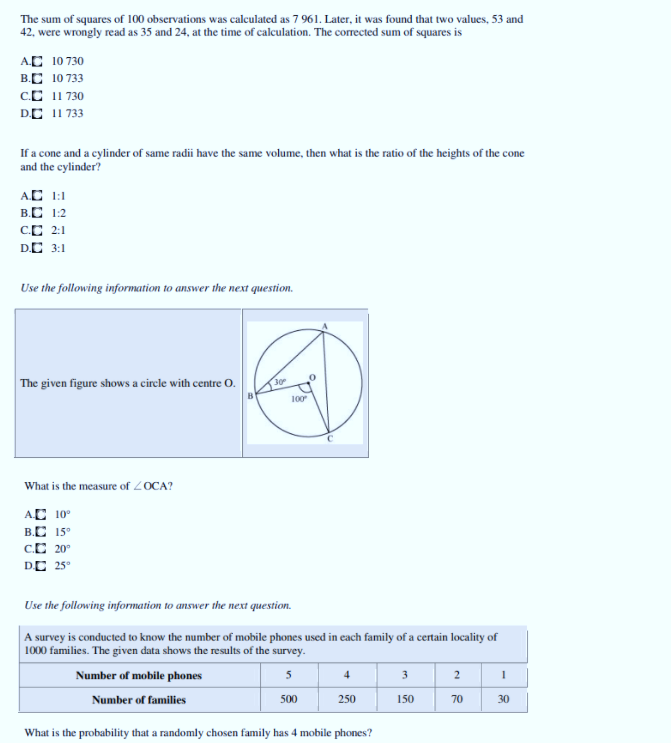 The sum of squares of 100 observations was calculated as 7 961. Later, it was found that two values, 53 and
42, were wrongly read as 35 and 24, at the time of calculation. The corrected sum of squares is
A. 10 730
B. 10 733
C. 11 730
D. 11 733
If a cone and a cylinder of same radii have the same volume, then what is the ratio of the heights of the cone
and the cylinder?
A. 1:1
B. 1:2
C. 2:1
D. 3:1
Use the following information to answer the next question.
The given figure shows a circle with centre O.
A
30°
O
B
100°
C
What is the measure of ∠OCA?
A. 10°
B. 15°
C. 20°
D. 25°
Use the following information to answer the next question.
A survey is conducted to know the number of mobile phones used in each family of a certain locality of
1000 families. The given data shows the results of the survey.
Number of mobile phones 5 4 3 2 1
Number of families 500 250 150 70 30
What is the probability that a randomly chosen family has 4 mobile phones?